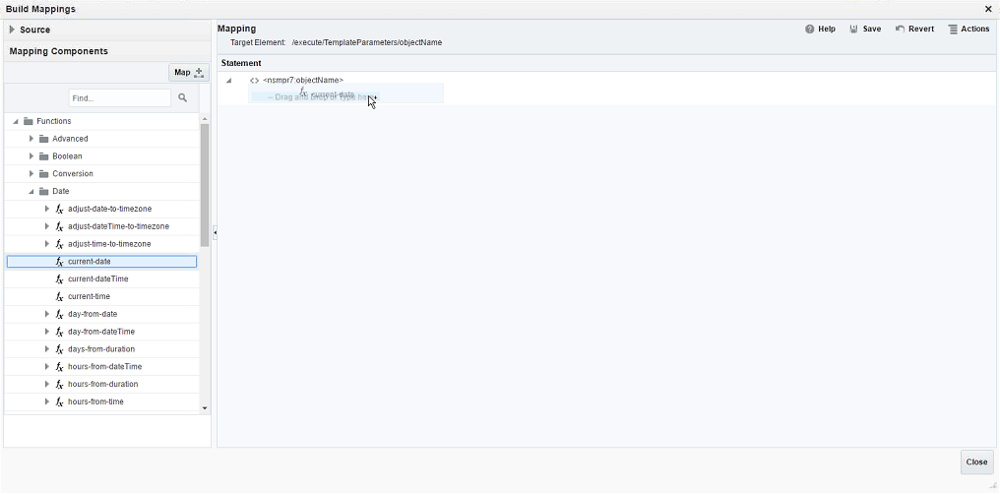 Build Mappings
Source
Mapping Components
Map
Find...
Functions
Advanced
Boolean
Conversion
Date
adjust-date-to-timezone
adjust-dateTime-to-timezone
adjust-time-to-timezone
current-date
current-dateTime
current-time
day-from-date
day-from-dateTime
days-from-duration
hours-from-dateTime
hours-from-duration
hours-from-time
Mapping
Help
Save
Revert
Actions
Target Element: /execute/TemplateParameters/objectName
Statement
<> <nsmpr7:objectName>
current-date
-- Drag and Drop or Type here
Close